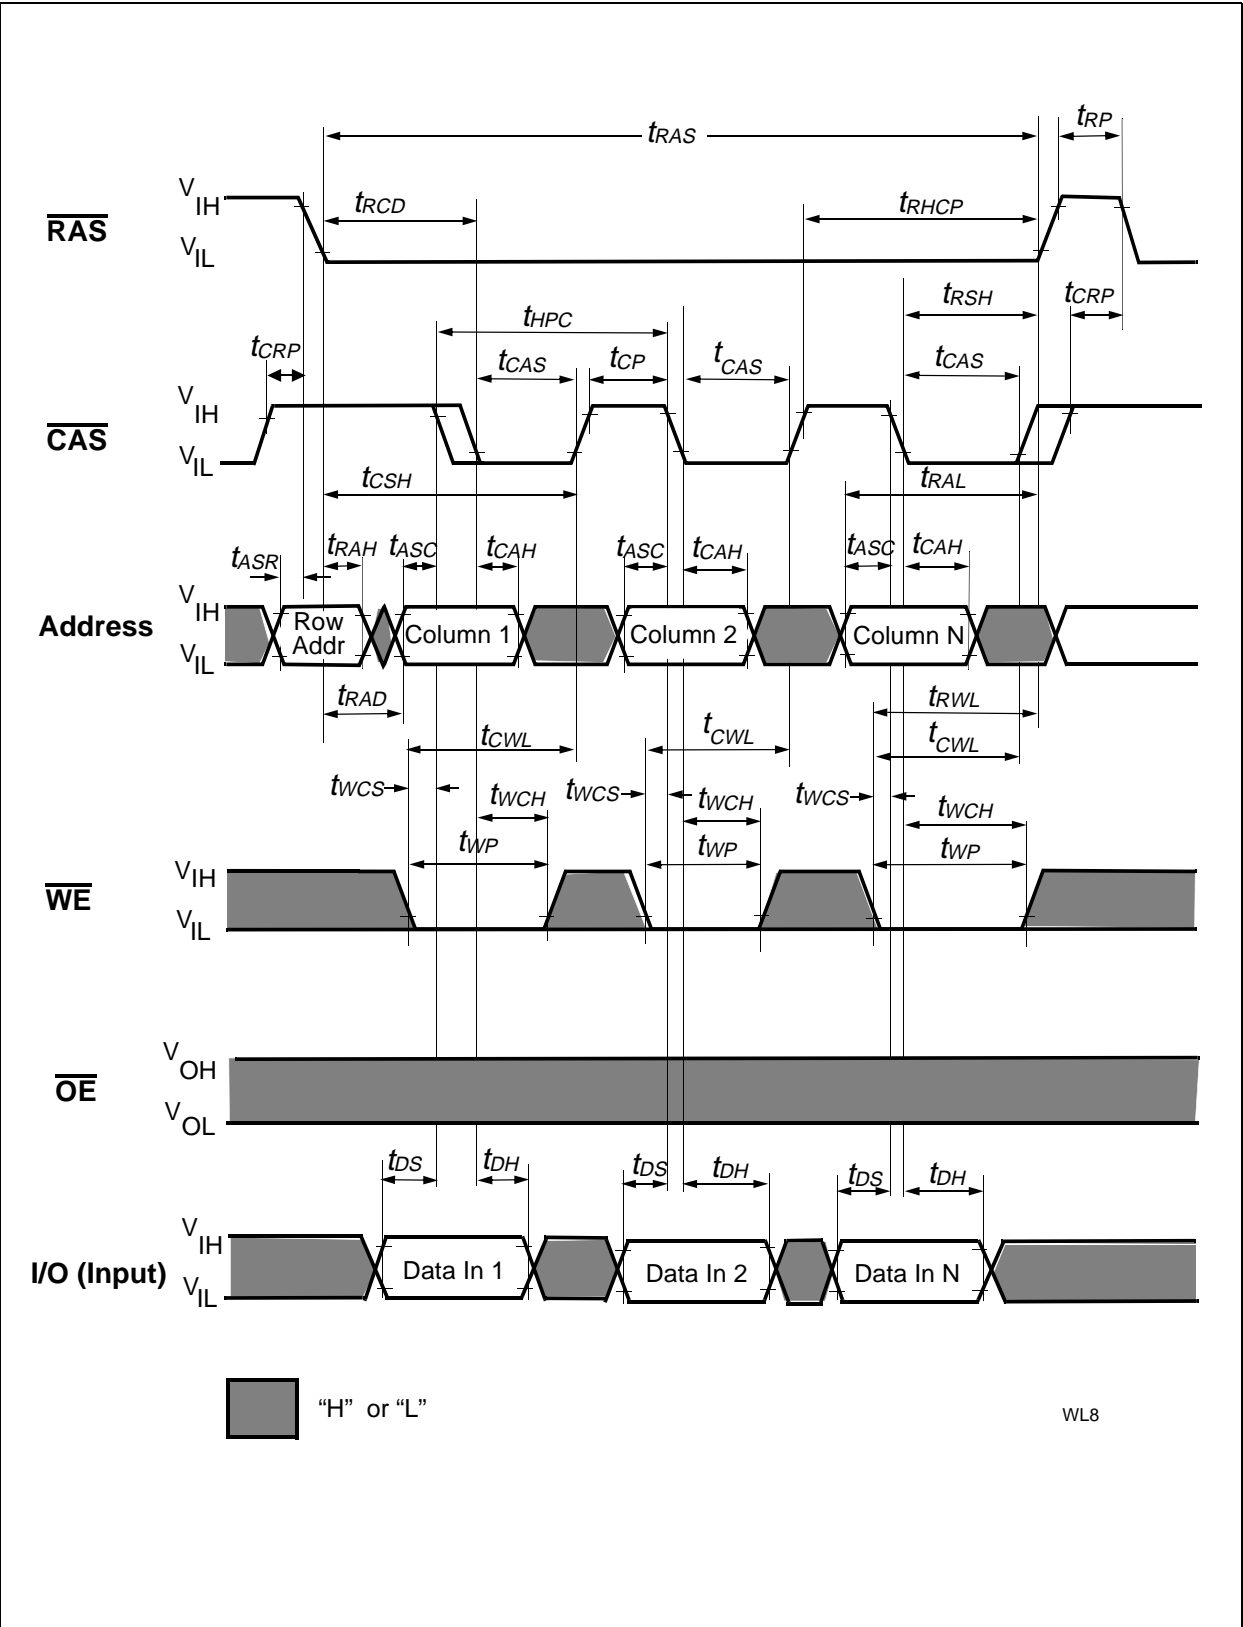 tRAS
tRP
VIH
tRCD
tRHCP
RAS
VIL
tRSH
tCRP
tHPC
tCRP
tCAS
tCP
tCAS
tCAS
VIH
CAS
VIL
tCSH
tRAL
tASR
tRAH
tASC
tCAH
tASC
tCAH
tASC
tCAH
VIH
Address
Row Addr
Column 1
Column 2
Column N
VIL
tRAD
tRWL
tCWL
tCWL
tCWL
tWCS
tWCH
tWCS
tWCH
tWCS
tWCH
tWP
tWP
tWP
VIH
WE
VIL
VOH
OE
VOL
tDS
tDH
tDS
tDH
tDS
tDH
VIH
I/O (Input)
Data In 1
Data In 2
Data In N
VIL
“H” or “L”
WL8